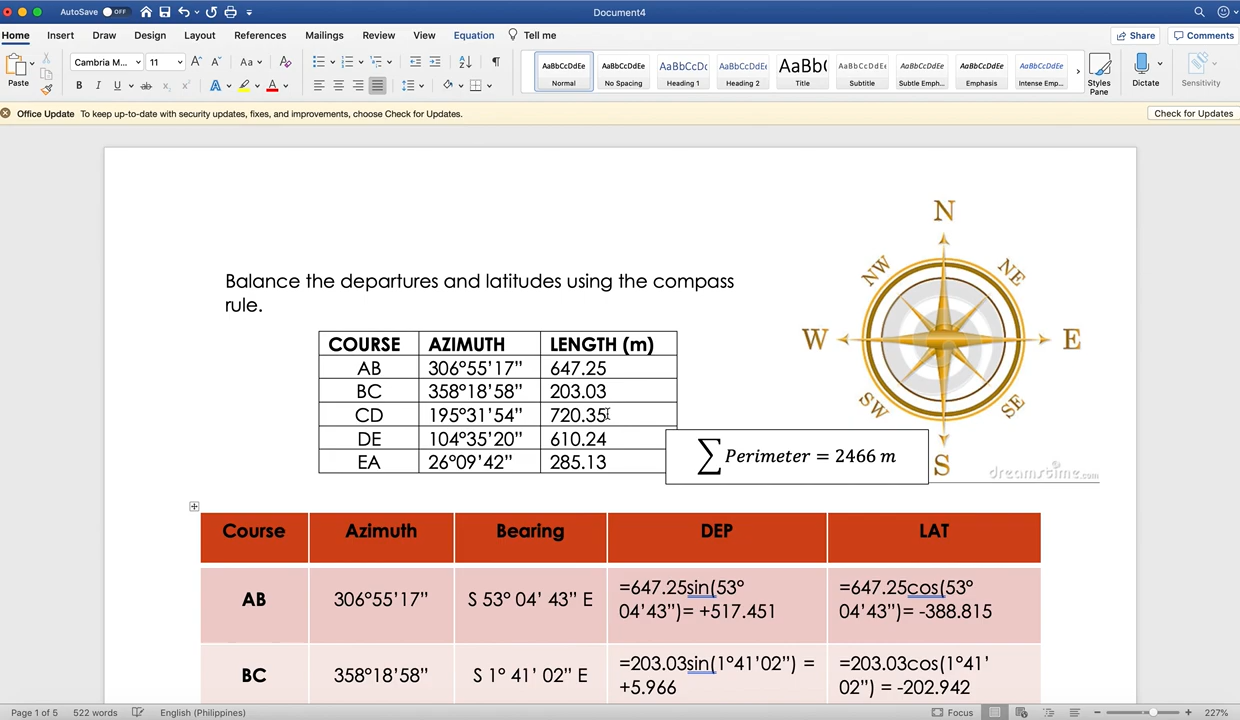 AutoSave OFF Document4
Home Insert Draw Design Layout References Mailings Review View Equation Tell me Share Comments
Paste Cambria M... 11 Aa
AaBbCcDdEe AaBbCcDdEe AaBbCcDc AaBbCcDdEe AaBb( AaBbCcDdEe AaBbCcDdEe AaBbCcDdEe AaBbCcDdEe
Normal No Spacing Heading 1 Heading 2 Title Subtitle Subtle Emph... Emphasis Intense Emp... Styles Pane Dictate Sensitivity
Office Update To keep up-to-date with security updates, fixes, and improvements, choose Check for Updates. Check for Updates
N
NW NE
W E
SW SE
S
dreamstime.com
Balance the departures and latitudes using the compass
rule.
COURSE AZIMUTH LENGTH (m)
AB 306°55'17” 647.25
BC 358°18'58” 203.03
CD 195°31'54” 720.35
DE 104°35'20” 610.24
EA 26°09'42” 285.13
∑ Perimeter = 2466 m
Course Azimuth Bearing DEP LAT
AB 306°55'17” S 53° 04' 43” E =647.25sin(53° 04'43”)= +517.451 =647.25cos(53° 04'43”)= -388.815
BC 358°18'58” S 1° 41' 02” E =203.03sin(1°41'02”) = +5.966 =203.03cos(1°41' 02”) = -202.942
Page 1 of 5 522 words English (Philippines) Focus 227%